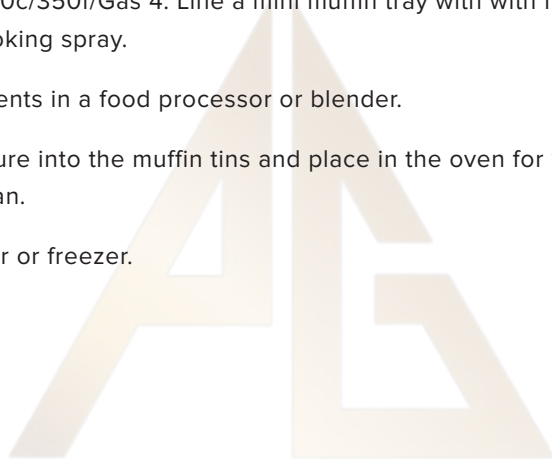 0c/350f/Gas 4. Line a mini muffin tray with with
oking spray.
ents in a food processor or blender.
ure into the muffin tins and place in the oven for
an.
r or freezer.